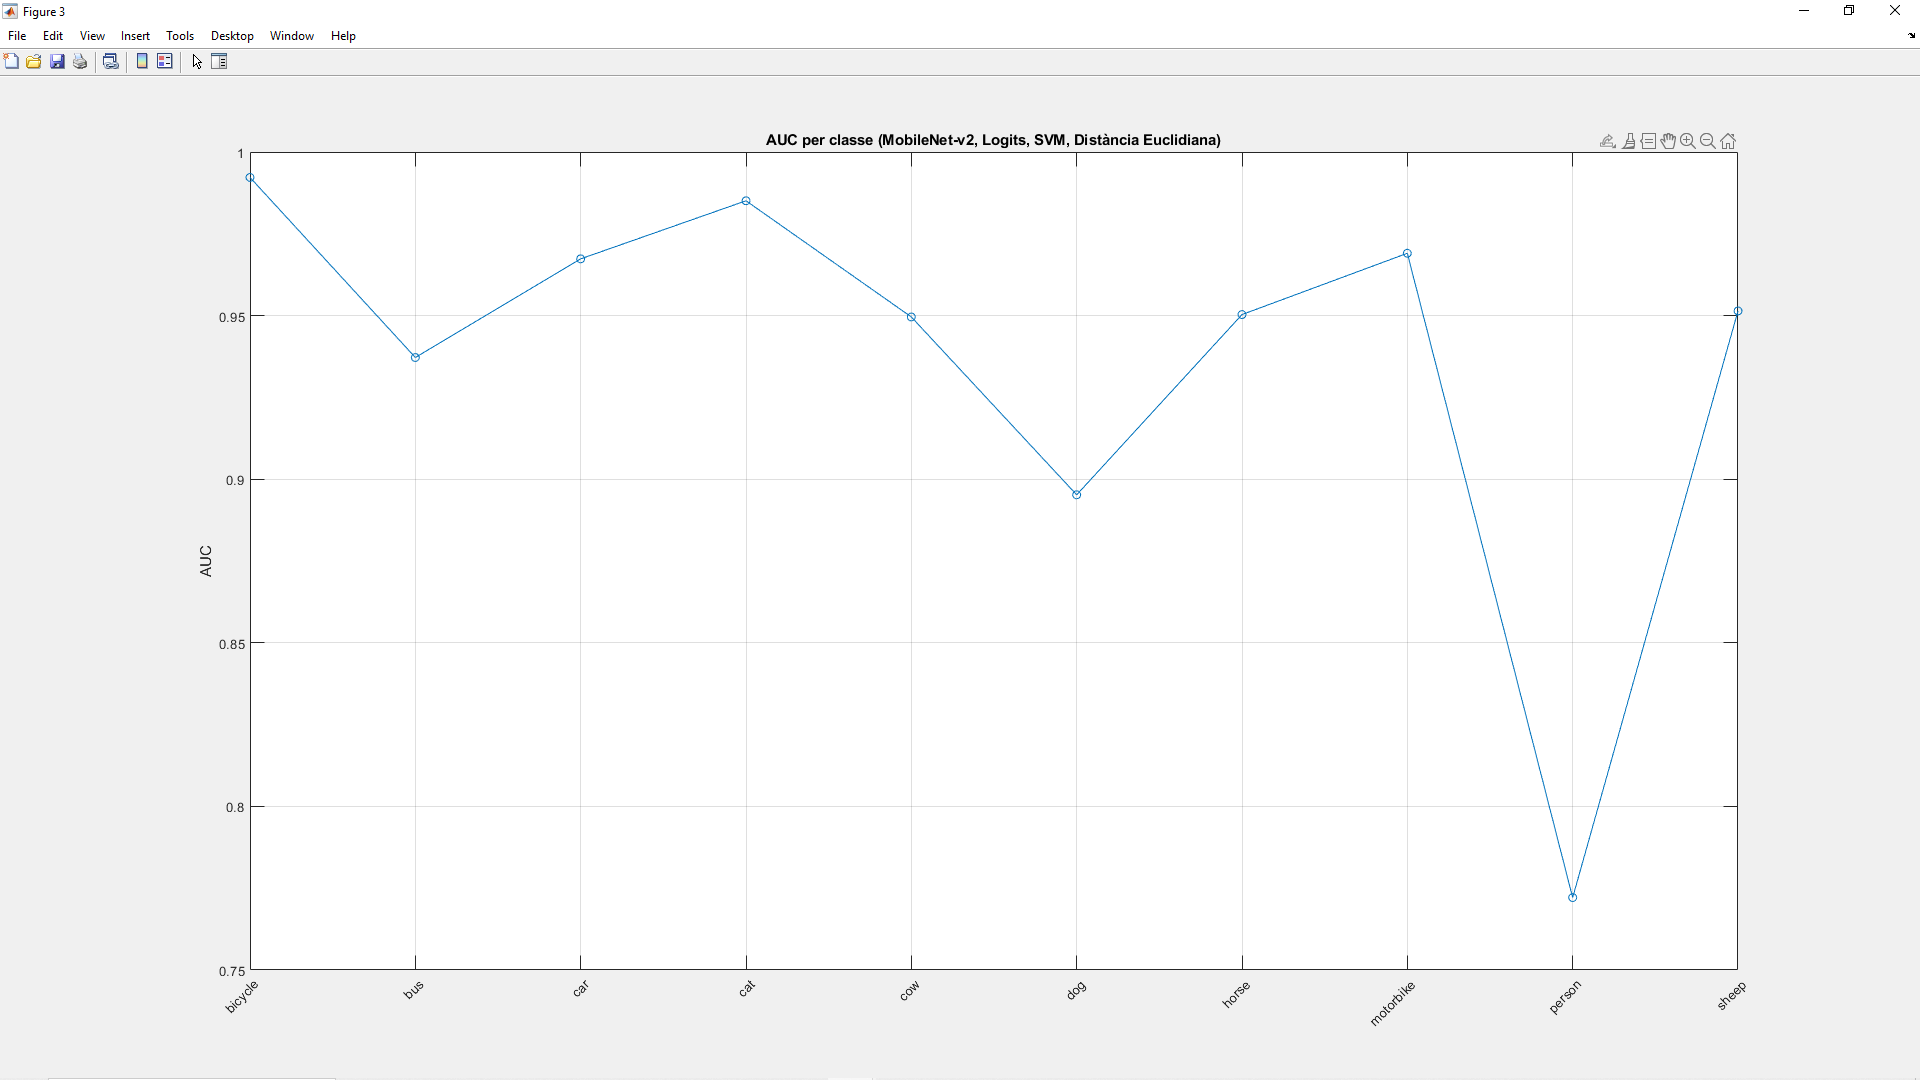 Figure 3
File Edit View Insert Tools Desktop Window Help
AUC per classe (MobileNet-v2, Logits, SVM, Distància Euclidiana)
1
0.95
0.9
0.85
0.8
0.75
AUC
bicycle bus car cat cow dog horse motorbike person sheep